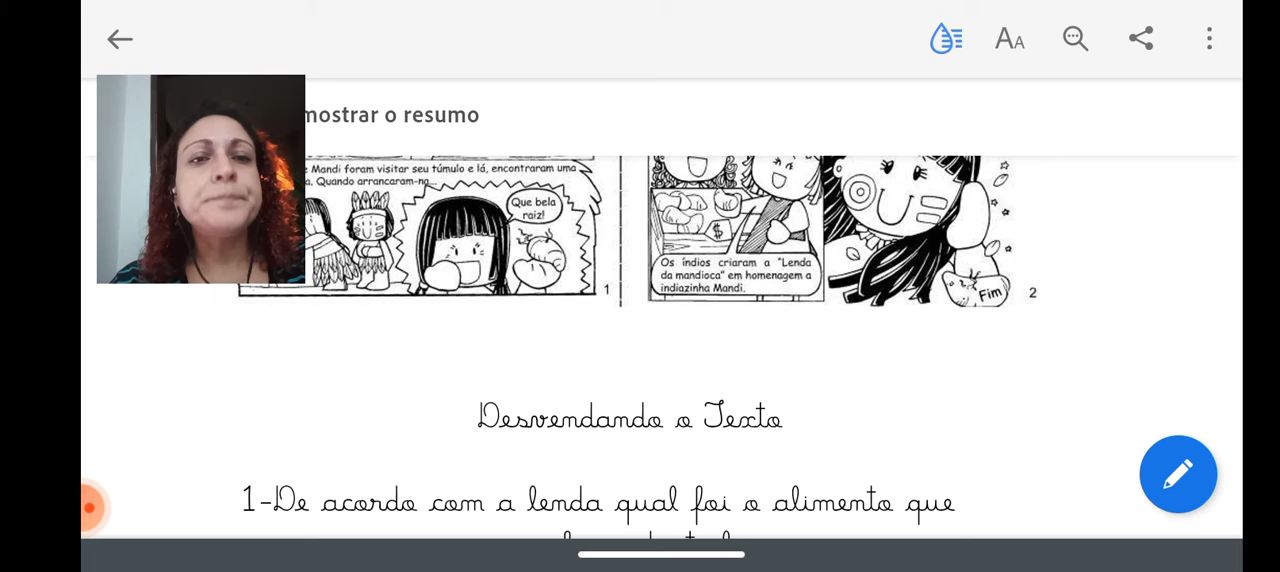 mostrar o resumo
Mandi foram visitar seu túmulo e lá, encontraram uma
a. Quando arrancaram-na...
Que bela
raiz!
1
$
Os índios criaram a "Lenda
da mandioca" em homenagem a
indiazinha Mandi.
Fim
2
Desvendando o Texto
1-De acordo com a lenda qual foi o alimento que